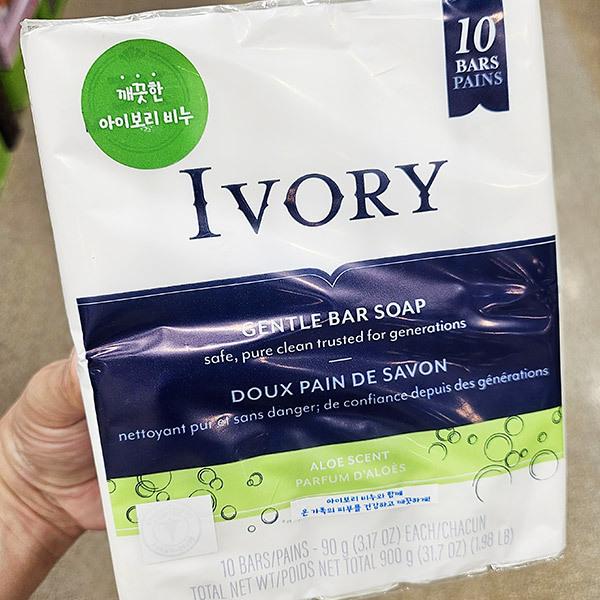 10
BARS
PAINS
깨끗한
아이보리 비누
IVORY
GENTLE BAR SOAP
safe, pure clean trusted for generations
DOUX PAIN DE SAVON
nettoyant pur et sans danger; de confiance depuis des générations
ALOE SCENT
PARFUM D'ALOÈS
아이보리 비누와 함께
온 가족의 피부를 건강하고 깨끗하게!
10 BARS/PAINS - 90 g (3.17 OZ) EACH/CHACUN
TOTAL NET WT/POIDS NET TOTAL 900 g (31.7 OZ) (1.98 LB)